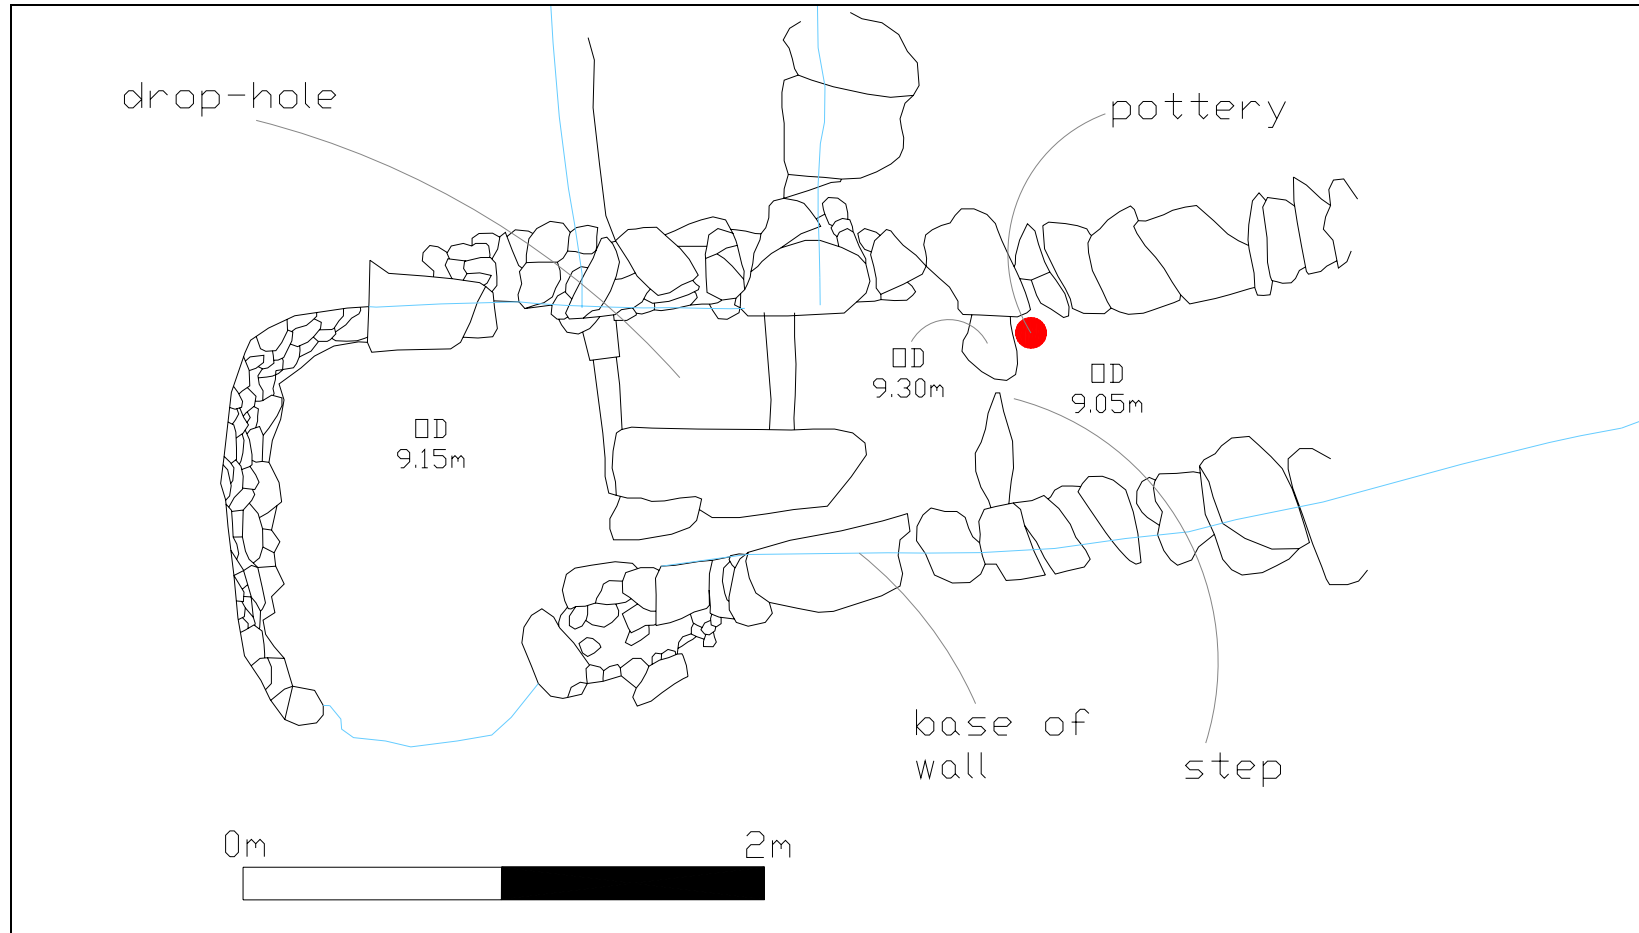 drop-hole
pottery
OD
9.30m
OD
9.05m
OD
9.15m
base of
wall
step
0m
2m